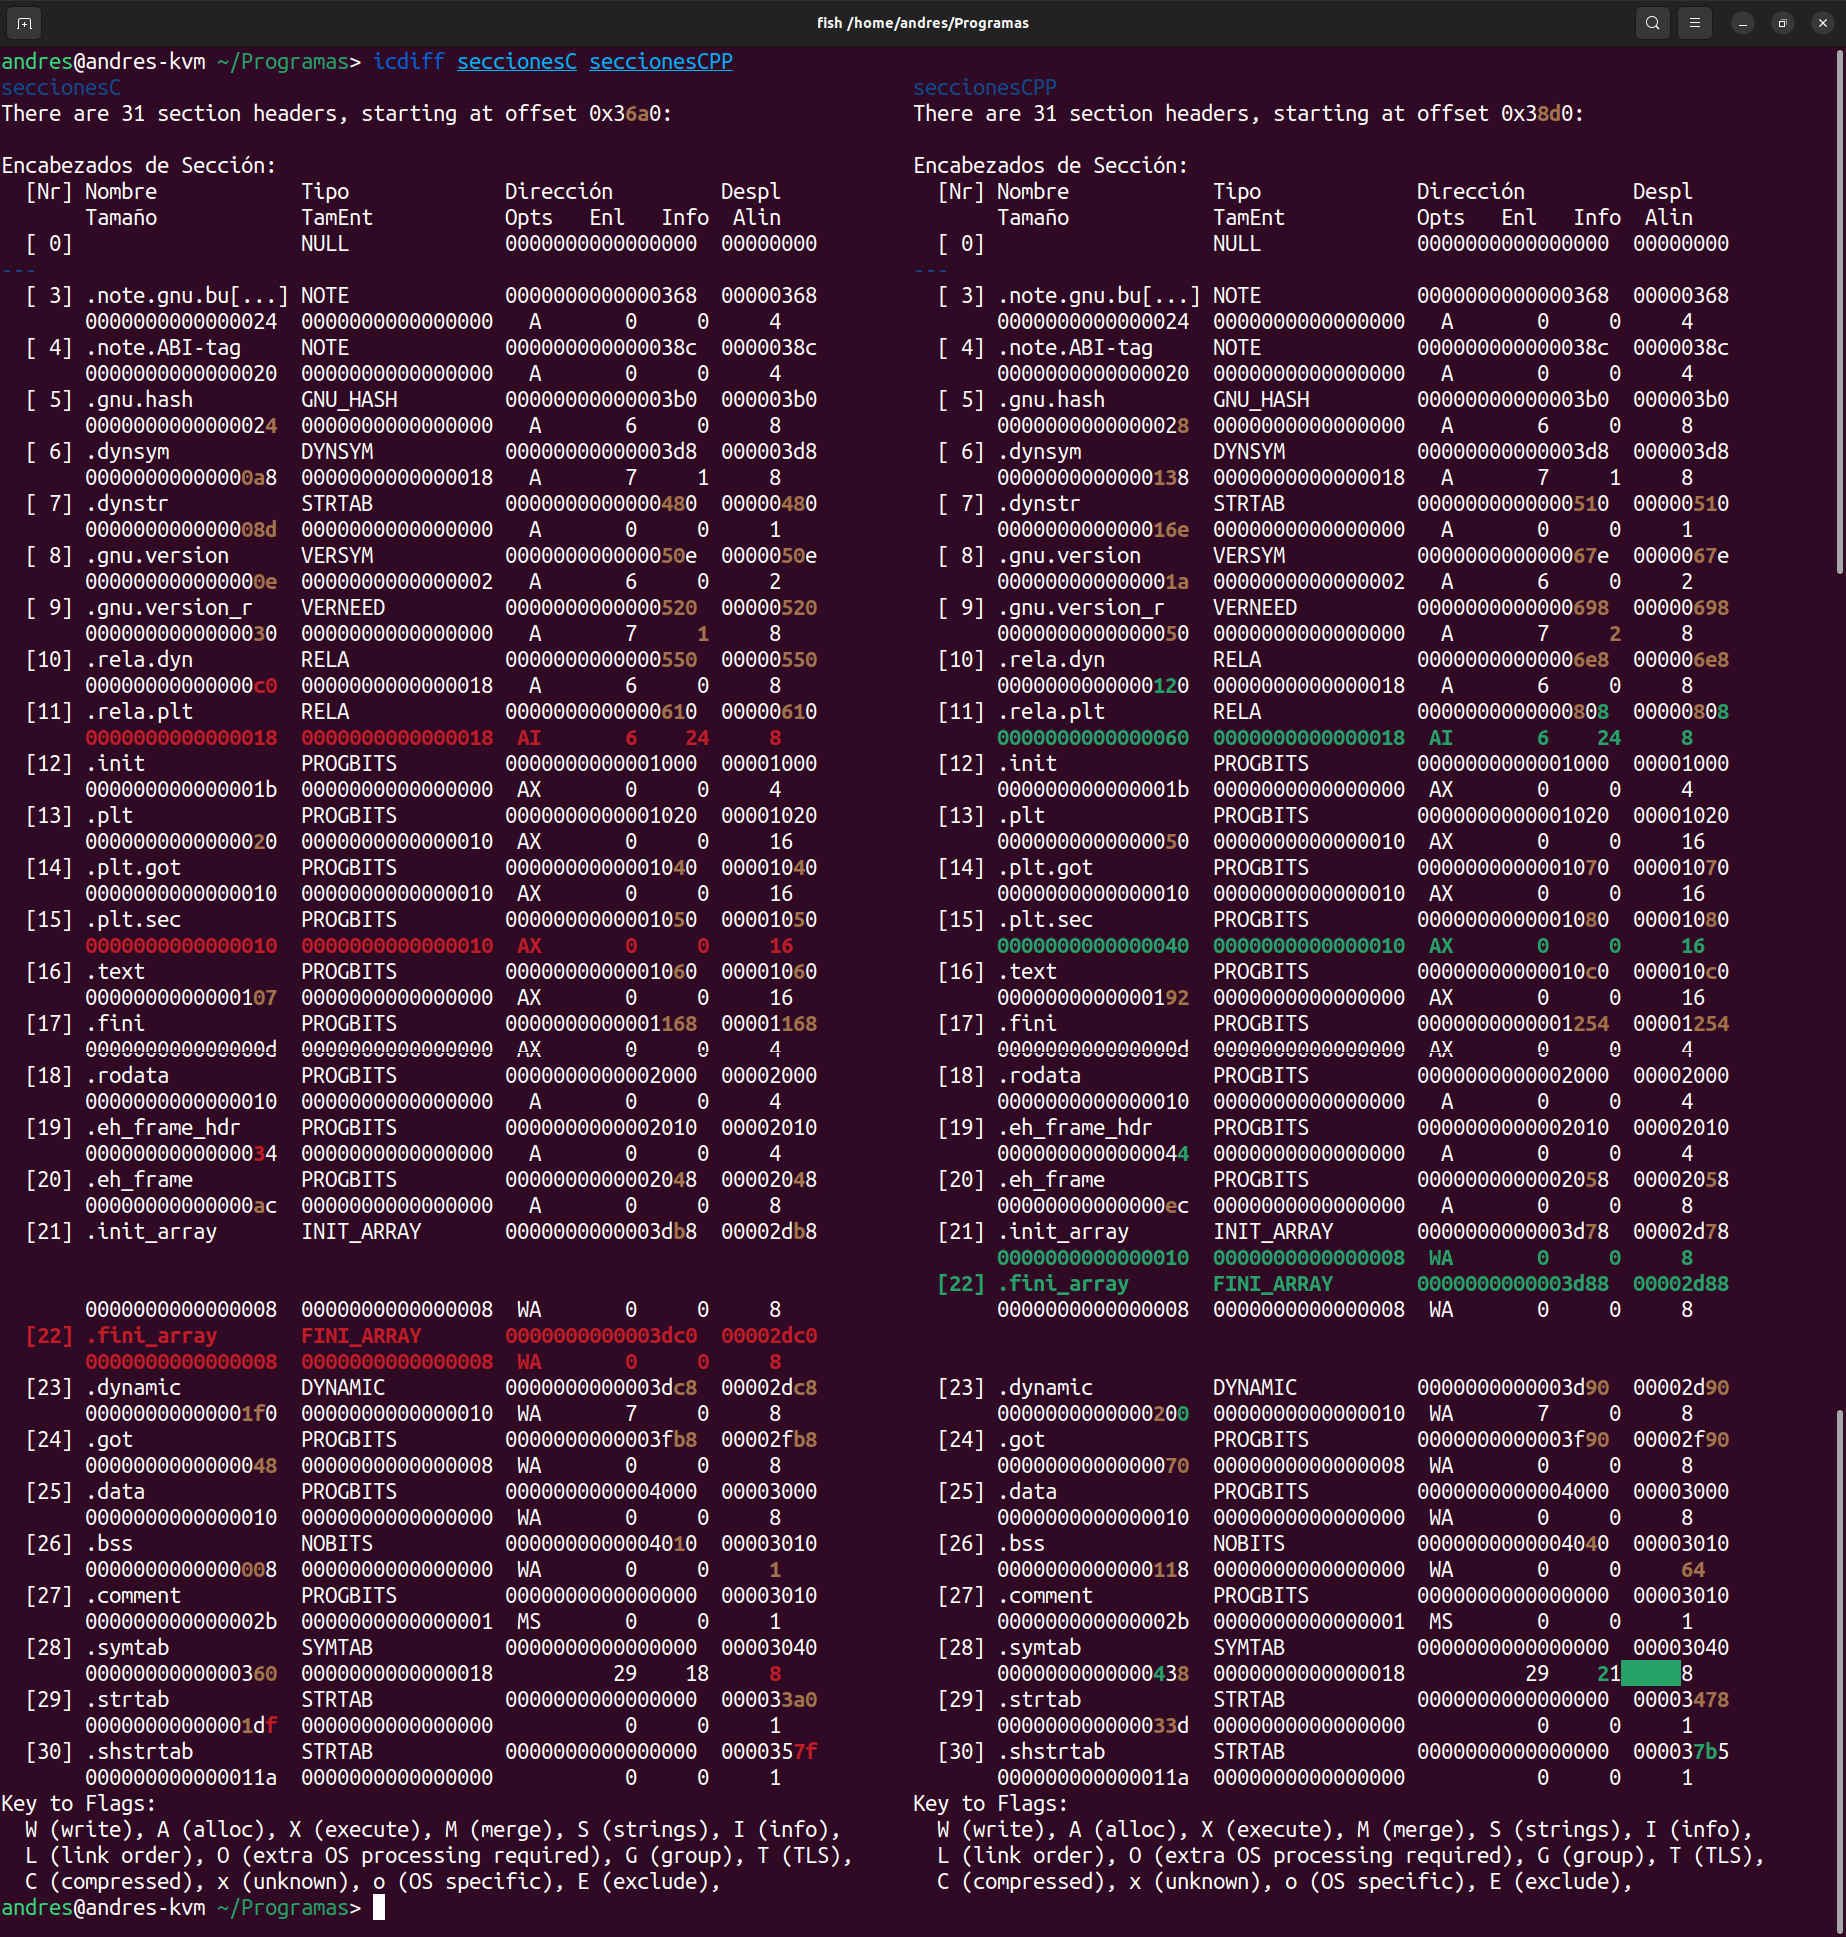 fish /home/andres/Programas
andres@andres-kvm ~/Programas> icdiff seccionesC seccionesCPP
seccionesC seccionesCPP
There are 31 section headers, starting at offset 0x36a0: There are 31 section headers, starting at offset 0x38d0:
Encabezados de Sección: Encabezados de Sección:
[Nr] Nombre Tipo Dirección Despl [Nr] Nombre Tipo Dirección Despl
Tamaño TamEnt Opts Enl Info Alin Tamaño TamEnt Opts Enl Info Alin
[ 0] NULL 0000000000000000 00000000 [ 0] NULL 0000000000000000 00000000
--- ---
[ 3] .note.gnu.bu[...] NOTE 0000000000000368 00000368 [ 3] .note.gnu.bu[...] NOTE 0000000000000368 00000368
0000000000000024 0000000000000000 A 0 0 4 0000000000000024 0000000000000000 A 0 0 4
[ 4] .note.ABI-tag NOTE 000000000000038c 0000038c [ 4] .note.ABI-tag NOTE 000000000000038c 0000038c
0000000000000020 0000000000000000 A 0 0 4 0000000000000020 0000000000000000 A 0 0 4
[ 5] .gnu.hash GNU_HASH 00000000000003b0 000003b0 [ 5] .gnu.hash GNU_HASH 00000000000003b0 000003b0
0000000000000024 0000000000000000 A 6 0 8 0000000000000028 0000000000000000 A 6 0 8
[ 6] .dynsym DYNSYM 00000000000003d8 000003d8 [ 6] .dynsym DYNSYM 00000000000003d8 000003d8
00000000000000a8 0000000000000018 A 7 1 8 0000000000000138 0000000000000018 A 7 1 8
[ 7] .dynstr STRTAB 0000000000000480 00000480 [ 7] .dynstr STRTAB 0000000000000510 00000510
000000000000008d 0000000000000000 A 0 0 1 000000000000016e 0000000000000000 A 0 0 1
[ 8] .gnu.version VERSYM 000000000000050e 0000050e [ 8] .gnu.version VERSYM 000000000000067e 0000067e
000000000000000e 0000000000000002 A 6 0 2 000000000000001a 0000000000000002 A 6 0 2
[ 9] .gnu.version_r VERNEED 0000000000000520 00000520 [ 9] .gnu.version_r VERNEED 0000000000000698 00000698
0000000000000030 0000000000000000 A 7 1 8 0000000000000050 0000000000000000 A 7 2 8
[10] .rela.dyn RELA 0000000000000550 00000550 [10] .rela.dyn RELA 00000000000006e8 000006e8
00000000000000c0 0000000000000018 A 6 0 8 0000000000000120 0000000000000018 A 6 0 8
[11] .rela.plt RELA 0000000000000610 00000610 [11] .rela.plt RELA 0000000000000808 00000808
0000000000000018 0000000000000018 AI 6 24 8 0000000000000060 0000000000000018 AI 6 24 8
[12] .init PROGBITS 0000000000001000 00001000 [12] .init PROGBITS 0000000000001000 00001000
000000000000001b 0000000000000000 AX 0 0 4 000000000000001b 0000000000000000 AX 0 0 4
[13] .plt PROGBITS 0000000000001020 00001020 [13] .plt PROGBITS 0000000000001020 00001020
0000000000000020 0000000000000010 AX 0 0 16 0000000000000050 0000000000000010 AX 0 0 16
[14] .plt.got PROGBITS 0000000000001040 00001040 [14] .plt.got PROGBITS 0000000000001070 00001070
0000000000000010 0000000000000010 AX 0 0 16 0000000000000010 0000000000000010 AX 0 0 16
[15] .plt.sec PROGBITS 0000000000001050 00001050 [15] .plt.sec PROGBITS 0000000000001080 00001080
0000000000000010 0000000000000010 AX 0 0 16 0000000000000040 0000000000000010 AX 0 0 16
[16] .text PROGBITS 0000000000001060 00001060 [16] .text PROGBITS 00000000000010c0 000010c0
0000000000000107 0000000000000000 AX 0 0 16 0000000000000192 0000000000000000 AX 0 0 16
[17] .fini PROGBITS 0000000000001168 00001168 [17] .fini PROGBITS 0000000000001254 00001254
000000000000000d 0000000000000000 AX 0 0 4 000000000000000d 0000000000000000 AX 0 0 4
[18] .rodata PROGBITS 0000000000002000 00002000 [18] .rodata PROGBITS 0000000000002000 00002000
0000000000000010 0000000000000000 A 0 0 4 0000000000000010 0000000000000000 A 0 0 4
[19] .eh_frame_hdr PROGBITS 0000000000002010 00002010 [19] .eh_frame_hdr PROGBITS 0000000000002010 00002010
0000000000000034 0000000000000000 A 0 0 4 0000000000000044 0000000000000000 A 0 0 4
[20] .eh_frame PROGBITS 0000000000002048 00002048 [20] .eh_frame PROGBITS 0000000000002058 00002058
00000000000000ac 0000000000000000 A 0 0 8 00000000000000ec 0000000000000000 A 0 0 8
[21] .init_array INIT_ARRAY 0000000000003db8 00002db8 [21] .init_array INIT_ARRAY 0000000000003d78 00002d78
0000000000000010 0000000000000008 WA 0 0 8
[22] .fini_array FINI_ARRAY 0000000000003d88 00002d88
0000000000000008 0000000000000008 WA 0 0 8 0000000000000008 0000000000000008 WA 0 0 8
[22] .fini_array FINI_ARRAY 0000000000003dc0 00002dc0
0000000000000008 0000000000000008 WA 0 0 8
[23] .dynamic DYNAMIC 0000000000003dc8 00002dc8 [23] .dynamic DYNAMIC 0000000000003d90 00002d90
00000000000001f0 0000000000000010 WA 7 0 8 0000000000000200 0000000000000010 WA 7 0 8
[24] .got PROGBITS 0000000000003fb8 00002fb8 [24] .got PROGBITS 0000000000003f90 00002f90
0000000000000048 0000000000000008 WA 0 0 8 0000000000000070 0000000000000008 WA 0 0 8
[25] .data PROGBITS 0000000000004000 00003000 [25] .data PROGBITS 0000000000004000 00003000
0000000000000010 0000000000000000 WA 0 0 8 0000000000000010 0000000000000000 WA 0 0 8
[26] .bss NOBITS 0000000000004010 00003010 [26] .bss NOBITS 0000000000004040 00003010
0000000000000008 0000000000000000 WA 0 0 1 0000000000000118 0000000000000000 WA 0 0 64
[27] .comment PROGBITS 0000000000000000 00003010 [27] .comment PROGBITS 0000000000000000 00003010
000000000000002b 0000000000000001 MS 0 0 1 000000000000002b 0000000000000001 MS 0 0 1
[28] .symtab SYMTAB 0000000000000000 00003040 [28] .symtab SYMTAB 0000000000000000 00003040
0000000000000360 0000000000000018 29 18 8 0000000000000438 0000000000000018 29 21 8
[29] .strtab STRTAB 0000000000000000 000033a0 [29] .strtab STRTAB 0000000000000000 00003478
00000000000001df 0000000000000000 0 0 1 000000000000033d 0000000000000000 0 0 1
[30] .shstrtab STRTAB 0000000000000000 0000357f [30] .shstrtab STRTAB 0000000000000000 000037b5
000000000000011a 0000000000000000 0 0 1 000000000000011a 0000000000000000 0 0 1
Key to Flags: Key to Flags:
W (write), A (alloc), X (execute), M (merge), S (strings), I (info), W (write), A (alloc), X (execute), M (merge), S (strings), I (info),
L (link order), O (extra OS processing required), G (group), T (TLS), L (link order), O (extra OS processing required), G (group), T (TLS),
C (compressed), x (unknown), o (OS specific), E (exclude), C (compressed), x (unknown), o (OS specific), E (exclude),
andres@andres-kvm ~/Programas>